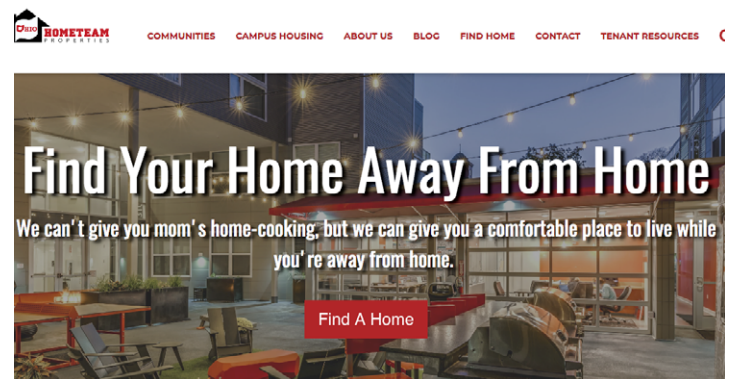 OHIO
HOMETEAM
PROPERTIES
COMMUNITIES CAMPUS HOUSING ABOUT US BLOG FIND HOME CONTACT TENANT RESOURCES
Find Your Home Away From Home
We can't give you mom's home-cooking, but we can give you a comfortable place to live while
you're away from home.
Find A Home